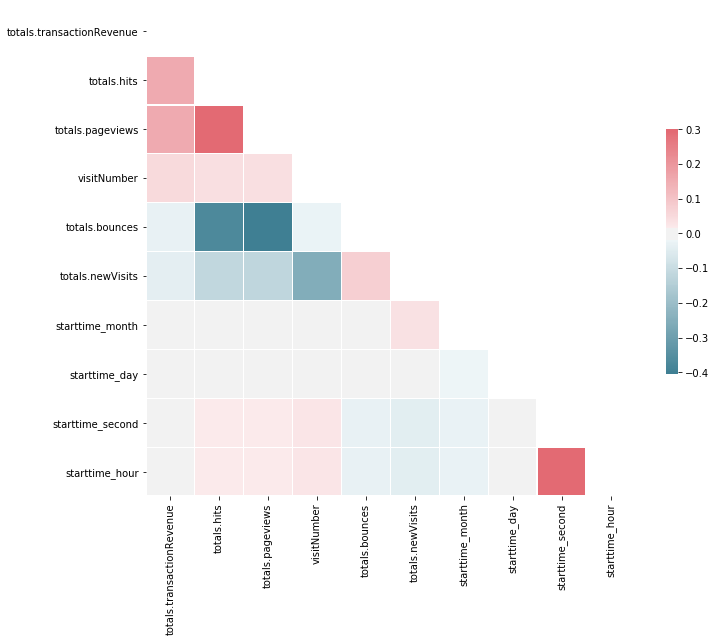 totals.transactionRevenue
totals.hits
totals.pageviews
visitNumber
totals.bounces
totals.newVisits
starttime_month
starttime_day
starttime_second
starttime_hour
0.3
0.2
0.1
0.0
−0.1
−0.2
−0.3
−0.4
totals.transactionRevenue
totals.hits
totals.pageviews
visitNumber
totals.bounces
totals.newVisits
starttime_month
starttime_day
starttime_second
starttime_hour